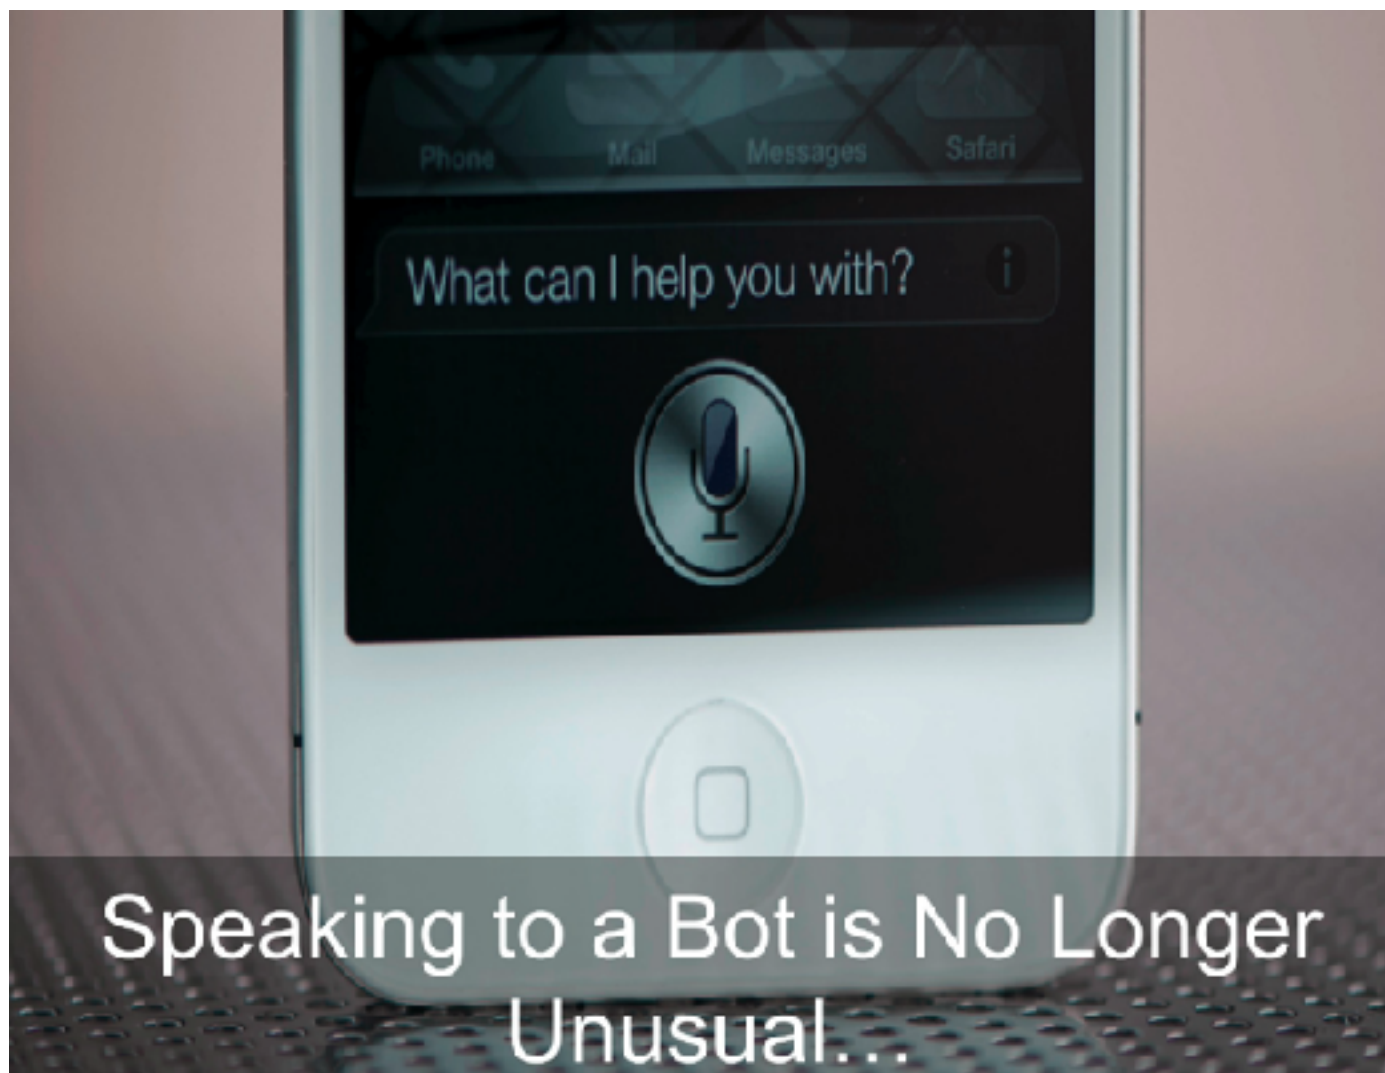 Phone Mail Messages Safari
What can I help you with? i
Speaking to a Bot is No Longer
Unusual...